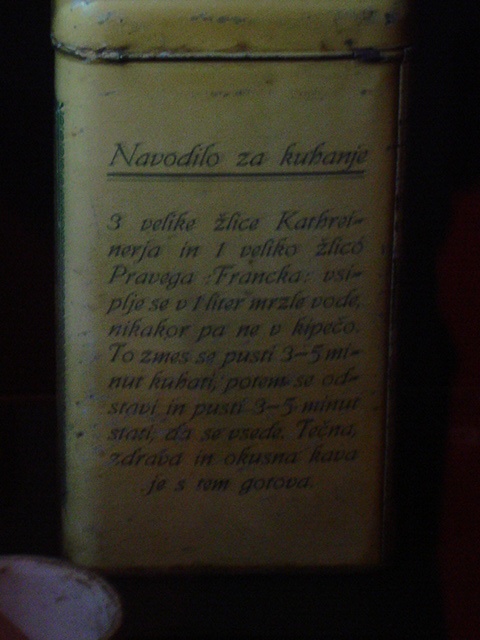 Navodilo za kuhanje
3 velike žlice Kathrei-
nerja in 1 veliko žlico
Pravega :Francka: vsi-
plje se v 1 liter mrzle vode,
nikakor pa ne v kipečo.
To zmes se pusti 3-5 mi-
nut kuhati, potem se od-
stavi in pusti 3-5 minut
stati, da se vsede. Tečna,
zdrava in okusna kava
je s tem gotova.